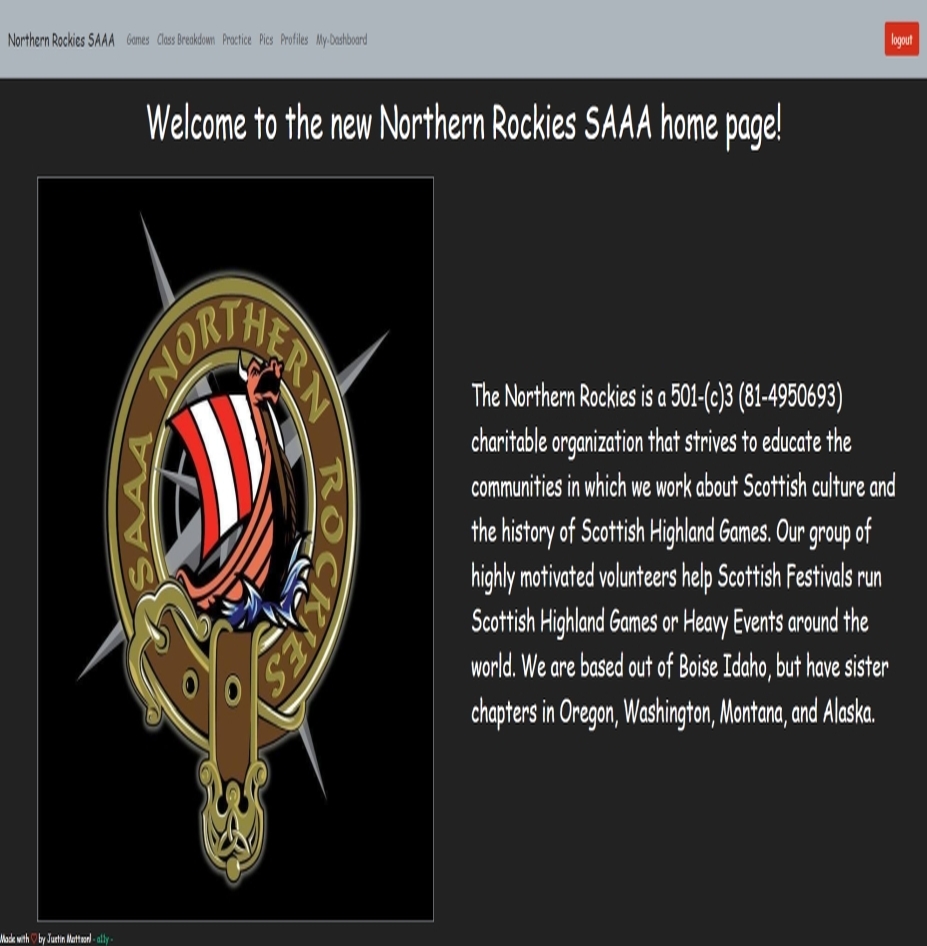 Northern Rockies SAAA Games Class Breakdown Practice Pics Profiles My-Dashboard logout
Welcome to the new Northern Rockies SAAA home page!
SAAA NORTHERN ROCKIES
The Northern Rockies is a 501-(c)3 (81-4950693)
charitable organization that strives to educate the
communities in which we work about Scottish culture and
the history of Scottish Highland Games. Our group of
highly motivated volunteers help Scottish Festivals run
Scottish Highland Games or Heavy Events around the
world. We are based out of Boise Idaho, but have sister
chapters in Oregon, Washington, Montana, and Alaska.
Made with ♡ by Justin Mattson! - a11y -